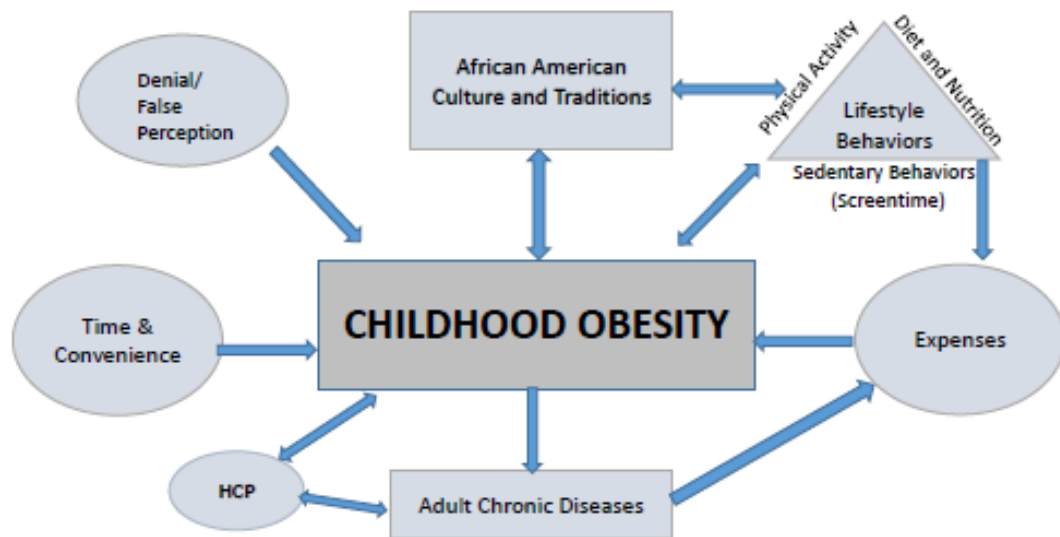 Denial/
False
Perception
African American
Culture and Traditions
Physical Activity
Diet and Nutrition
Lifestyle
Behaviors
Sedentary Behaviors
(Screentime)
Time &
Convenience
CHILDHOOD OBESITY
Expenses
HCP
Adult Chronic Diseases